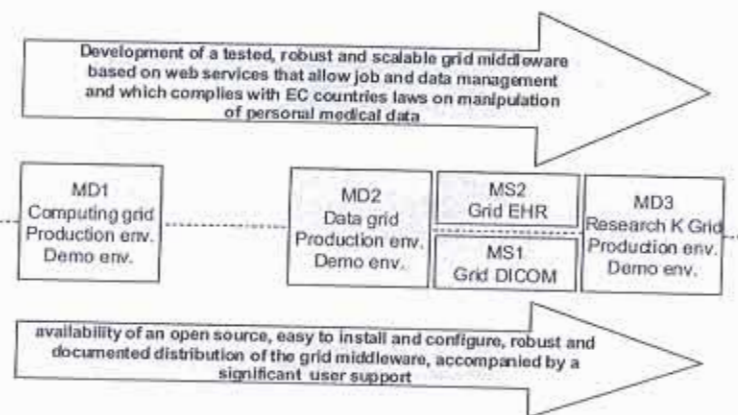 Development of a tested, robust and scalable grid middleware
based on web services that allow job and data management
and which complies with EC countries laws on manipulation
of personal medical data
MD1
Computing grid
Production env.
Demo env.
MD2
Data grid
Production env.
Demo env.
MS2
Grid EHR
MS1
Grid DICOM
MD3
Research K Grid
Production env.
Demo env.
availability of an open source, easy to install and configure, robust and
documented distribution of the grid middleware, accompanied by a
significant user support